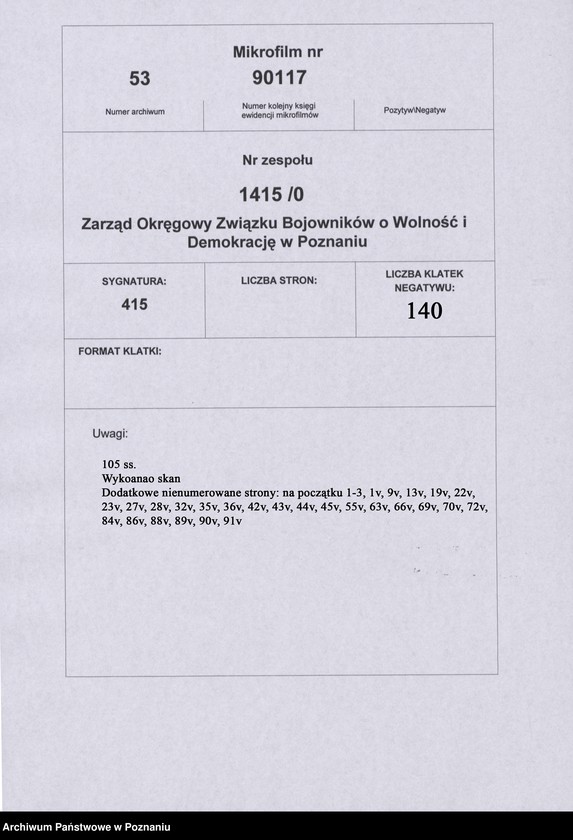 Mikrofilm nr
53 90117
Numer archiwum
Numer kolejny księgi
ewidencji mikrofilmów
Pozytyw\Negatyw
Nr zespołu
1415 /0
Zarząd Okręgowy Związku Bojowników o Wolność i
Demokrację w Poznaniu
SYGNATURA:
415
LICZBA STRON:
LICZBA KLATEK
NEGATYWU:
140
FORMAT KLATKI:
Uwagi:
105 ss.
Wykoanao skan
Dodatkowe nienumerowane strony: na początku 1-3, 1v, 9v, 13v, 19v, 22v,
23v, 27v, 28v, 32v, 35v, 36v, 42v, 43v, 44v, 45v, 55v, 63v, 66v, 69v, 70v, 72v,
84v, 86v, 88v, 89v, 90v, 91v
Archiwum Państwowe w Poznaniu